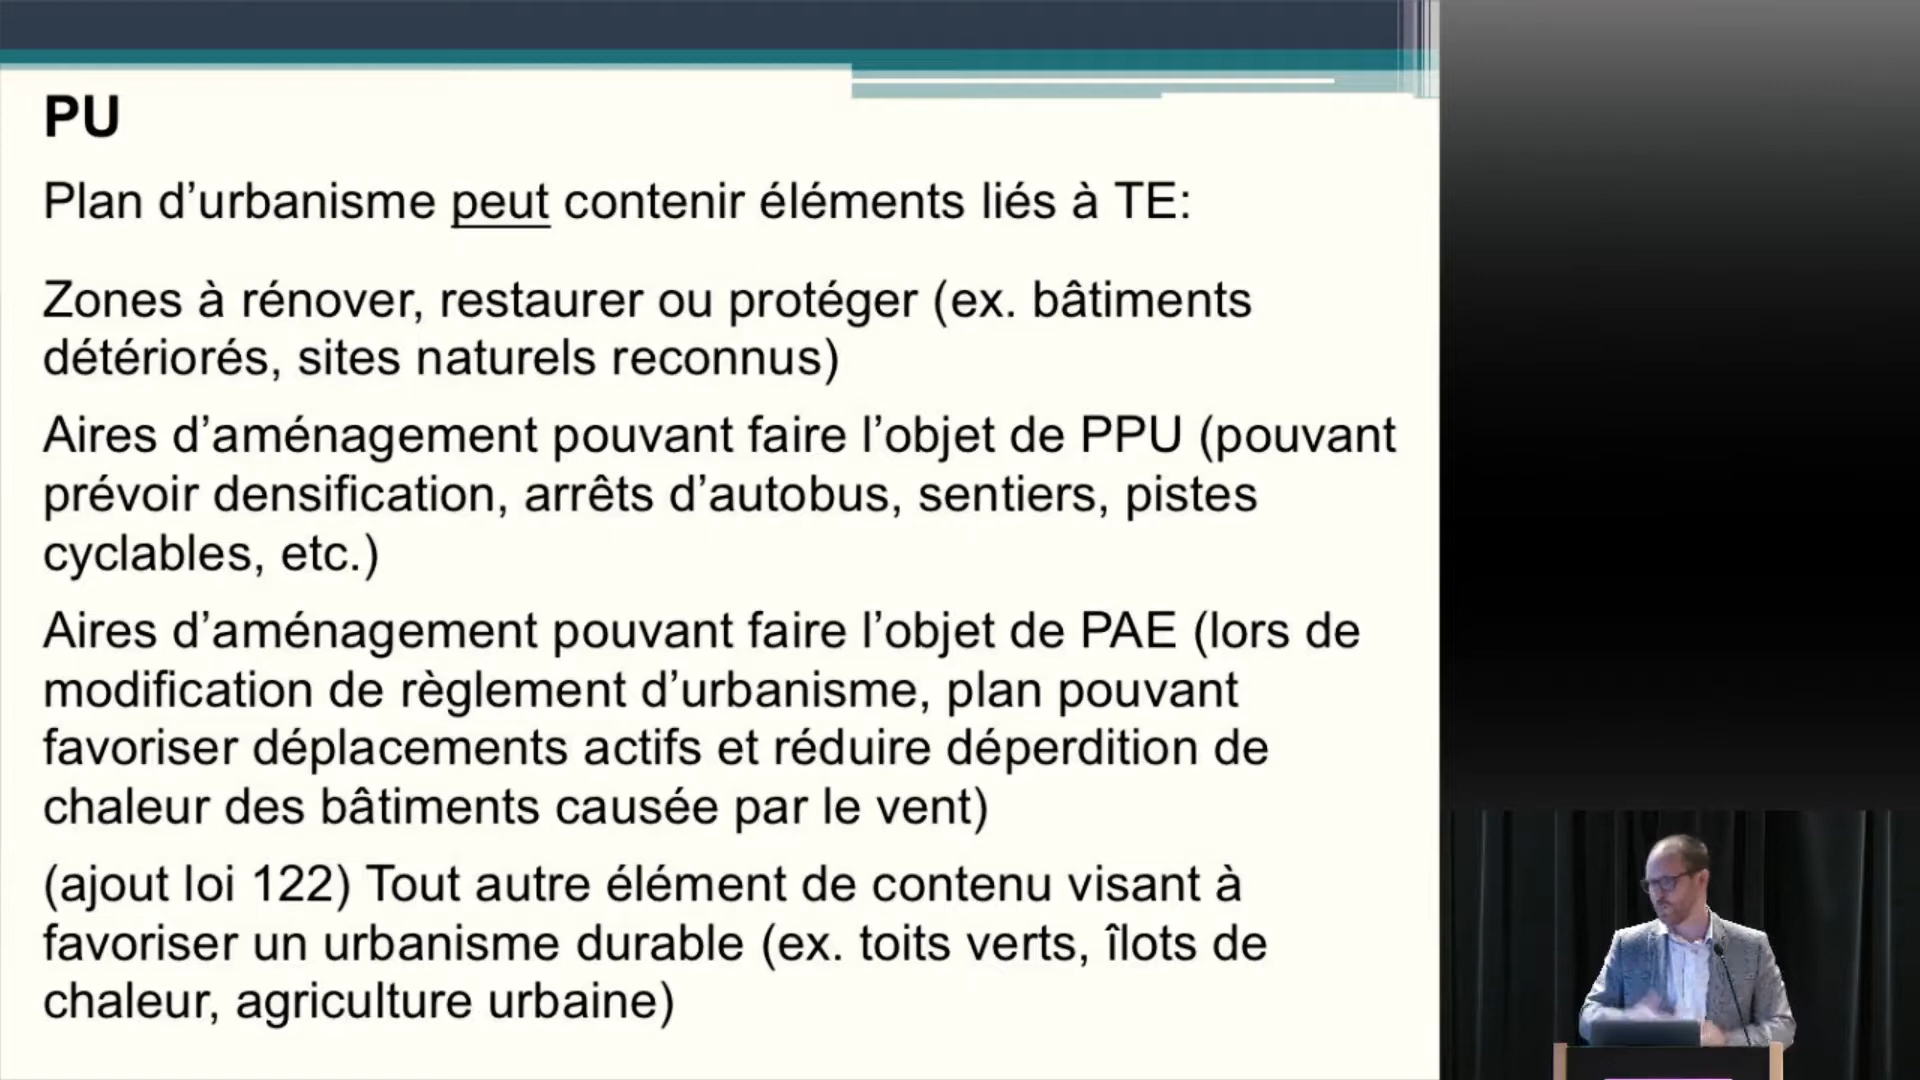 PU
Plan d’urbanisme peut contenir éléments liés à TE:
Zones à rénover, restaurer ou protéger (ex. bâtiments
détériorés, sites naturels reconnus)
Aires d’aménagement pouvant faire l’objet de PPU (pouvant
prévoir densification, arrêts d’autobus, sentiers, pistes
cyclables, etc.)
Aires d’aménagement pouvant faire l’objet de PAE (lors de
modification de règlement d’urbanisme, plan pouvant
favoriser déplacements actifs et réduire déperdition de
chaleur des bâtiments causée par le vent)
(ajout loi 122) Tout autre élément de contenu visant à
favoriser un urbanisme durable (ex. toits verts, îlots de
chaleur, agriculture urbaine)